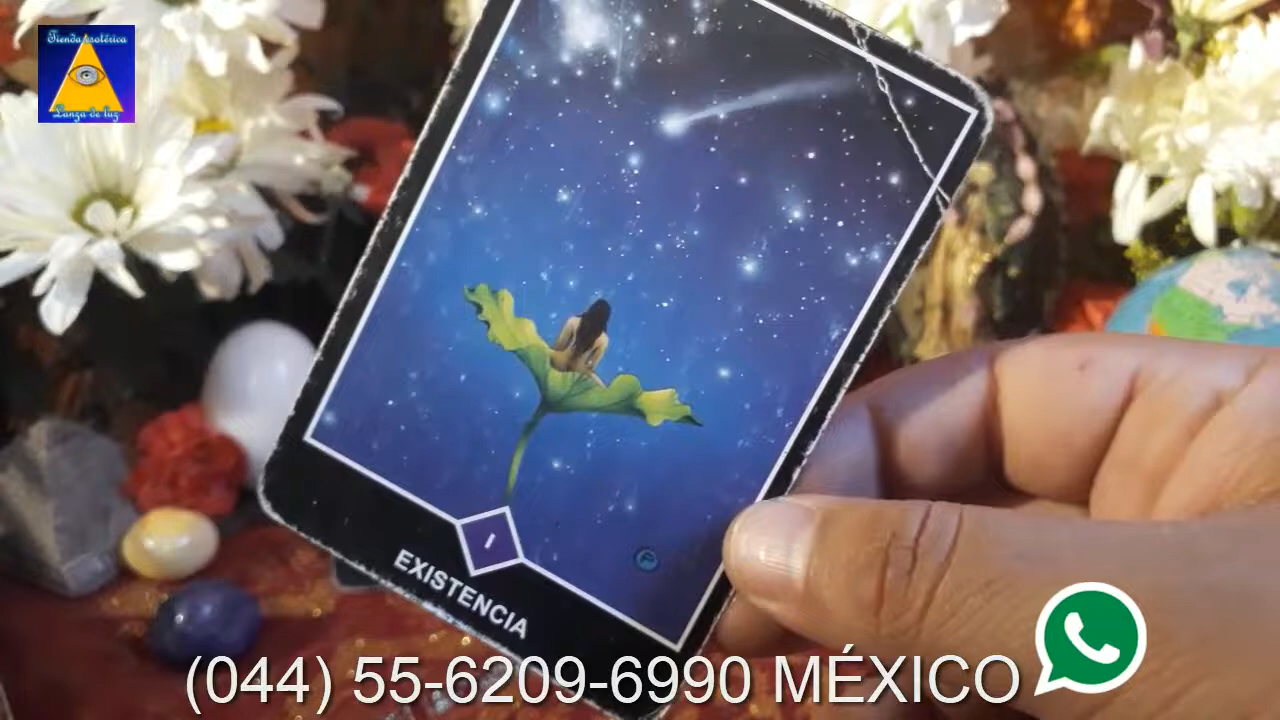 Tienda esotérica
Lanza de luz
I
EXISTENCIA
(044) 55-6209-6990 MÉXICO